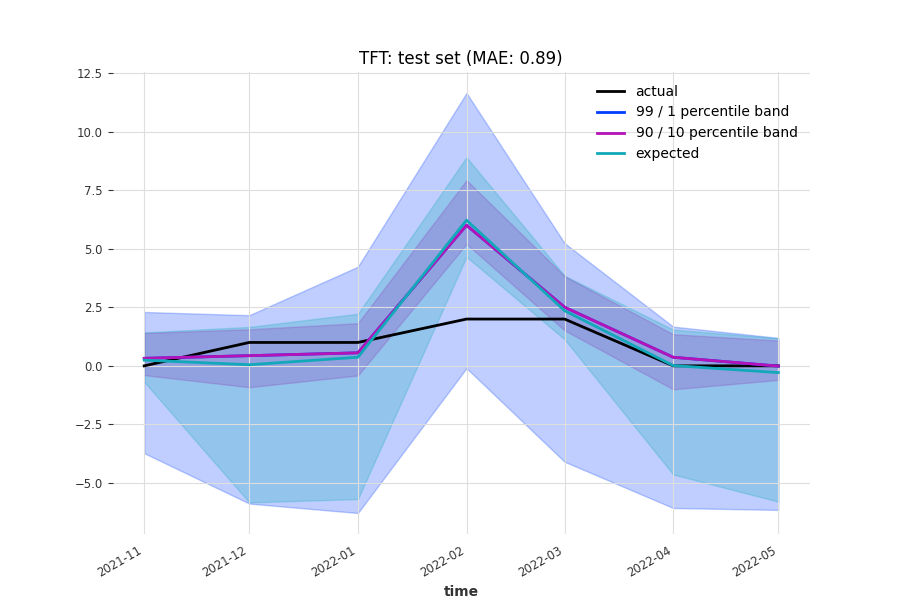 TFT: test set (MAE: 0.89)
12.5
10.0
7.5
5.0
2.5
0.0
−2.5
−5.0
actual
99 / 1 percentile band
90 / 10 percentile band
expected
2021-11
2021-12
2022-01
2022-02
2022-03
2022-04
2022-05
time